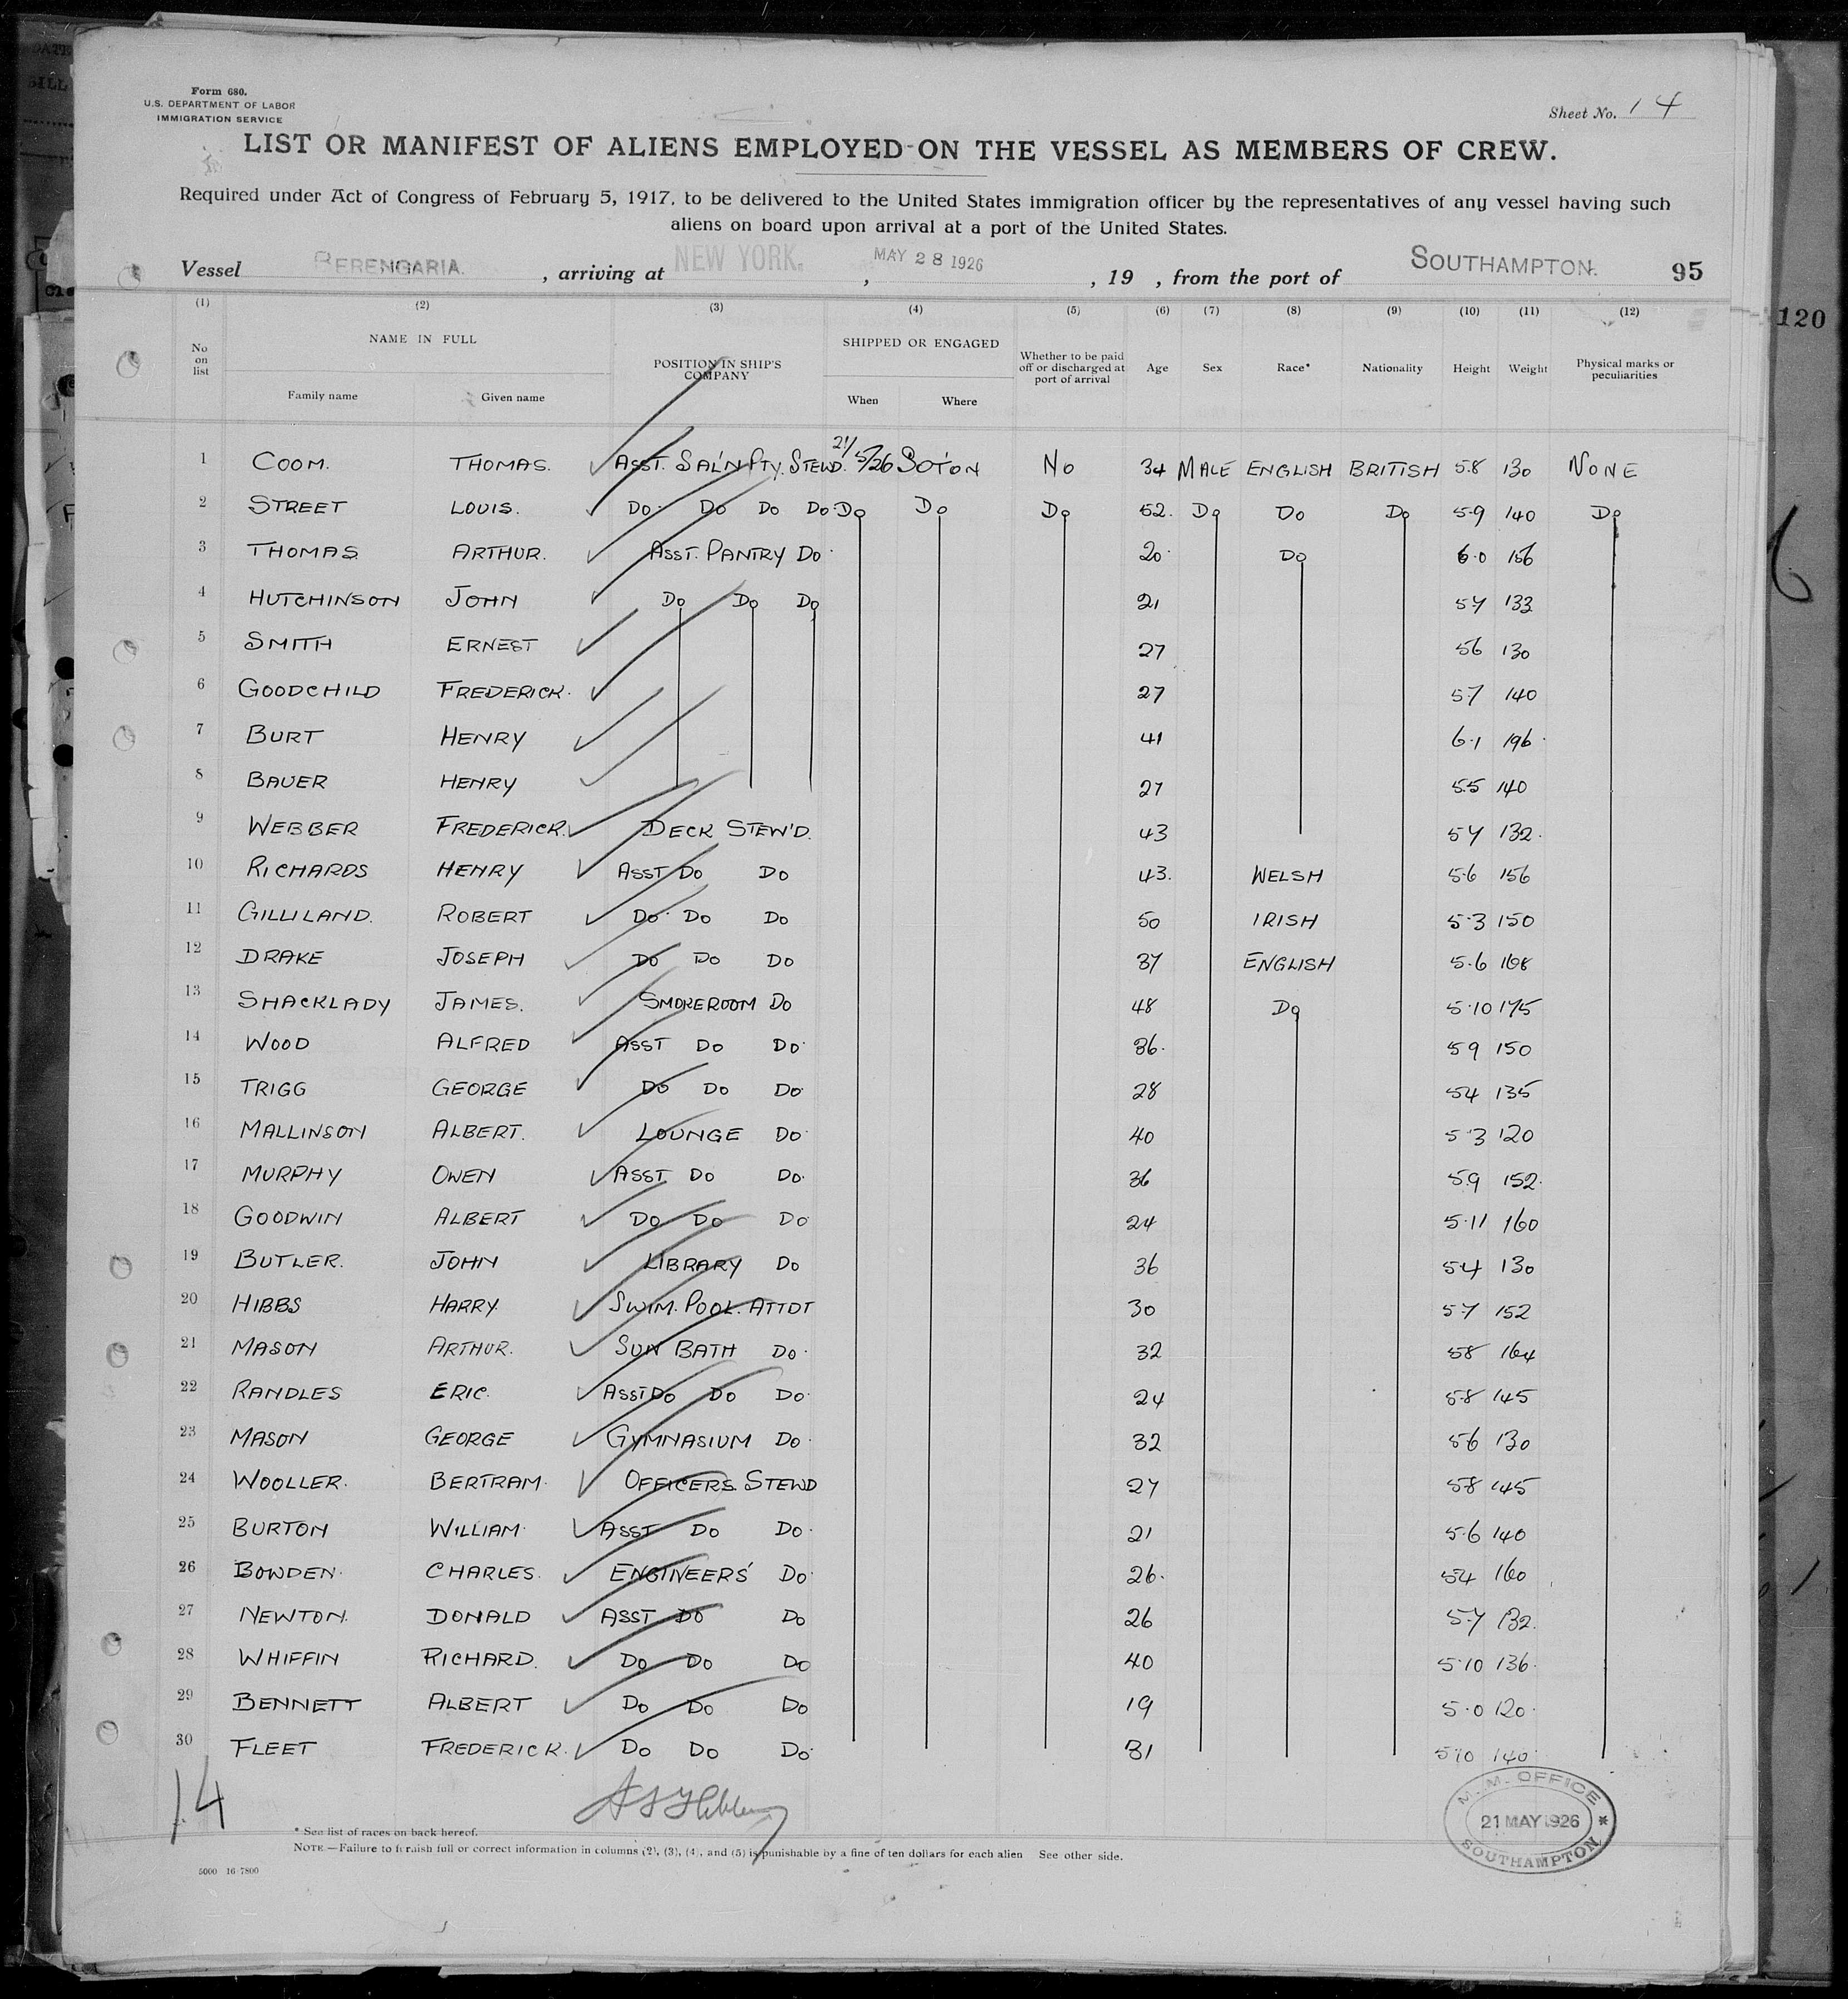 Form 680.
U.S. DEPARTMENT OF LABOR
IMMIGRATION SERVICE
Sheet No. 14
LIST OR MANIFEST OF ALIENS EMPLOYED ON THE VESSEL AS MEMBERS OF CREW.
Required under Act of Congress of February 5, 1917, to be delivered to the United States immigration officer by the representatives of any vessel having such
aliens on board upon arrival at a port of the United States.
Vessel BERENGARIA. , arriving at NEW YORK. , MAY 28 1926 , 19 , from the port of SOUTHAMPTON. 95
120
(1) (2) (3) (4) (5) (6) (7) (8) (9) (10) (11) (12)
No on list NAME IN FULL Family name Given name POSITION IN SHIP'S COMPANY SHIPPED OR ENGAGED When Where Whether to be paid off or discharged at port of arrival Age Sex Race* Nationality Height Weight Physical marks or peculiarities
1 COOM. THOMAS. ASST. SAL'N PTY. STEWD. 21/5/26 SO'TON NO 34 MALE ENGLISH BRITISH 5.8 130 NONE
2 STREET LOUIS. DO DO DO DO DO DO DO 52. DO DO DO 5.9 140 DO
3 THOMAS ARTHUR. ASST. PANTRY DO 20 DO 6.0 156
4 HUTCHINSON JOHN DO DO DO 21 5.7 133
5 SMITH ERNEST 27 5.6 130
6 GOODCHILD FREDERICK. 27 5.7 140
7 BURT HENRY 41 6.1 196
8 BAUER HENRY 27 5.5 140
9 WEBBER FREDERICK. DECK STEW'D. 43 5.7 132.
10 RICHARDS HENRY ASST DO DO 43. WELSH 5.6 156
11 GILLILAND. ROBERT DO DO DO 50 IRISH 5.3 150
12 DRAKE JOSEPH DO DO DO 37 ENGLISH 5.6 168
13 SHACKLADY JAMES. SMOKEROOM DO 48 DO 5.10 175
14 WOOD ALFRED ASST DO DO 36. 5.9 150
15 TRIGG GEORGE DO DO DO 28 5.4 135
16 MALLINSON ALBERT. LOUNGE DO 40 5.3 120
17 MURPHY OWEN ASST DO DO 36 5.9 152.
18 GOODWIN ALBERT DO DO DO 24 5.11 160
19 BUTLER. JOHN LIBRARY DO 36 5.4 130
20 HIBBS HARRY SWIM. POOL. ATTDT 30 5.7 152
21 MASON ARTHUR. SUN BATH DO 32 5.8 164
22 RANDLES ERIC. ASST DO DO DO 24 5.8 145
23 MASON GEORGE GYMNASIUM DO 32 5.6 130
24 WOOLLER. BERTRAM. OFFICERS STEWD 27 5.8 145
25 BURTON WILLIAM. ASST DO DO 21 5.6 140
26 BOWDEN. CHARLES. ENGINEERS' DO 26. 5.4 160
27 NEWTON. DONALD ASST DO DO 26 5.7 132.
28 WHIFFIN RICHARD. DO DO DO 40 5.10 136.
29 BENNETT ALBERT DO DO DO 19 5.0 120.
30 FLEET FREDERICK. DO DO DO 31 5.10 140
14
M.M. OFFICE
21 MAY 1926
SOUTHAMPTON
* See list of races on back hereof.
NOTE—Failure to furnish full or correct information in columns (2), (3), (4), and (5) is punishable by a fine of ten dollars for each alien See other side.
5000 16-7800